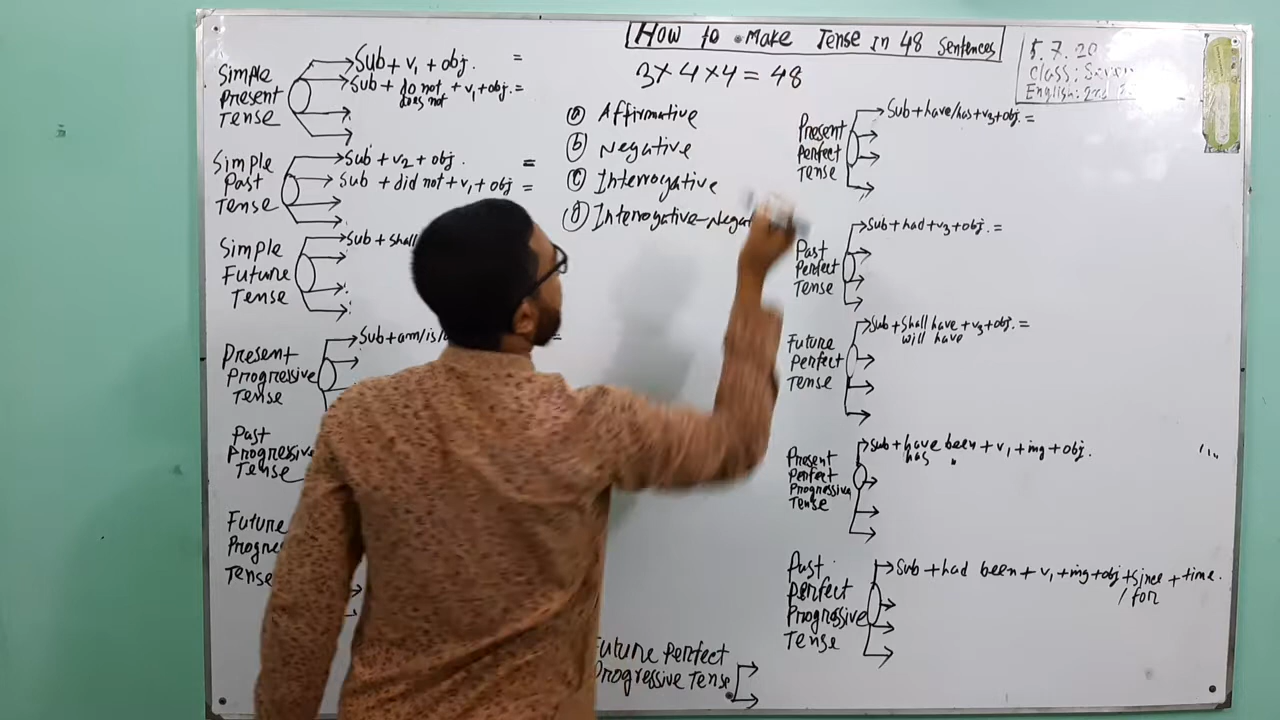 How to Make Tense In 48 Sentences
3 × 4 × 4 = 48
5.7.20
Class:
English:
(a) Affirmative
(b) Negative
(c) Interrogative
(d) Interrogative-Negat
Simple
Present
Tense
Sub + v1 + obj. =
Sub + do not + v1 + obj. =
does not
Simple
Past
Tense
Sub + v2 + obj. =
Sub + did not + v1 + obj =
Simple
Future
Tense
Sub + Shall
Present
Progressive
Tense
Sub + am/is/
Past
Progressive
Tense
Future
Progre
Tense
Present
Perfect
Tense
Sub + have/has + v3 + obj. =
Past
Perfect
Tense
Sub + had + v3 + obj. =
Future
Perfect
Tense
Sub + Shall have + v3 + obj. =
will have
Present
Perfect
Progressive
Tense
Sub + have been + v1 + ing + obj.
has
Past
Perfect
Progressive
Tense
Sub + had been + v1 + ing + obj + since + time.
/ for
Future Perfect
Progressive Tense